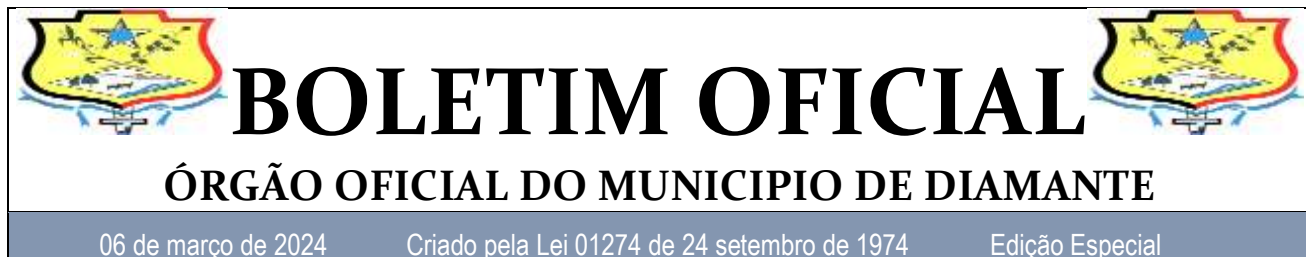 BOLETIM OFICIAL
ÓRGÃO OFICIAL DO MUNICIPIO DE DIAMANTE
06 de março de 2024 Criado pela Lei 01274 de 24 setembro de 1974 Edição Especial